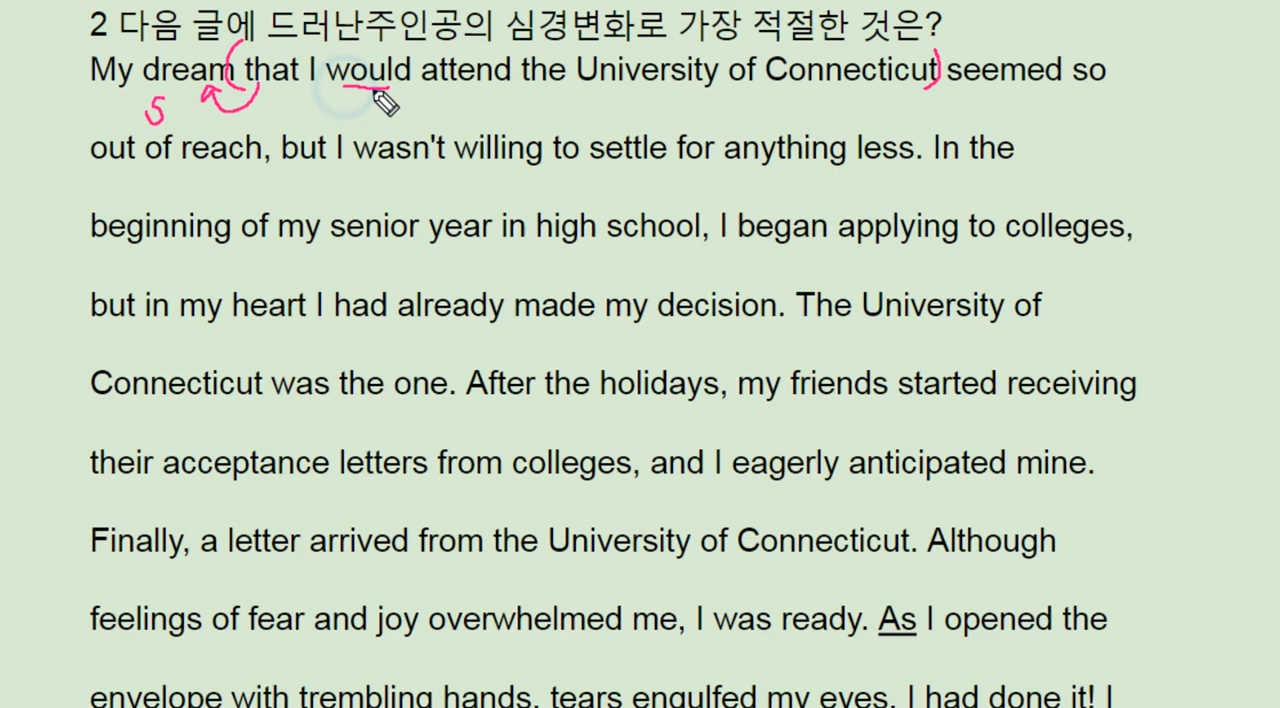 2 다음 글에 드러난주인공의 심경변화로 가장 적절한 것은?
My dream that I would attend the University of Connecticut seemed so
S
out of reach, but I wasn't willing to settle for anything less. In the
beginning of my senior year in high school, I began applying to colleges,
but in my heart I had already made my decision. The University of
Connecticut was the one. After the holidays, my friends started receiving
their acceptance letters from colleges, and I eagerly anticipated mine.
Finally, a letter arrived from the University of Connecticut. Although
feelings of fear and joy overwhelmed me, I was ready. As I opened the
envelope with trembling hands, tears engulfed my eyes. I had done it! I